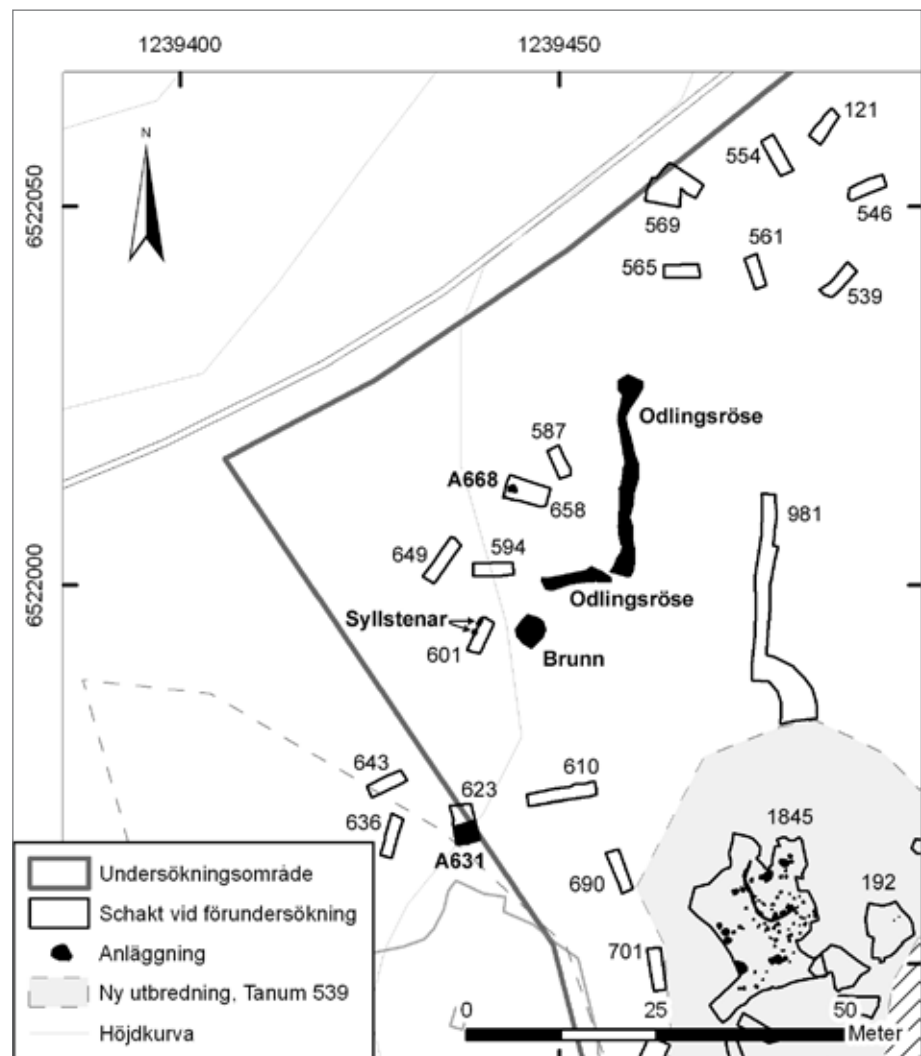 1239400
1239450
N
6522050
6522000
121
554
546
569
561
565
539
Odlingsröse
587
A668
658
981
649
594
Odlingsröse
Syllstenar
601
Brunn
643
623
610
636
A631
1845
690
192
701
Undersökningsområde
Schakt vid förundersökning
Anläggning
Ny utbredning, Tanum 539
Höjdkurva
0
25
50
Meter